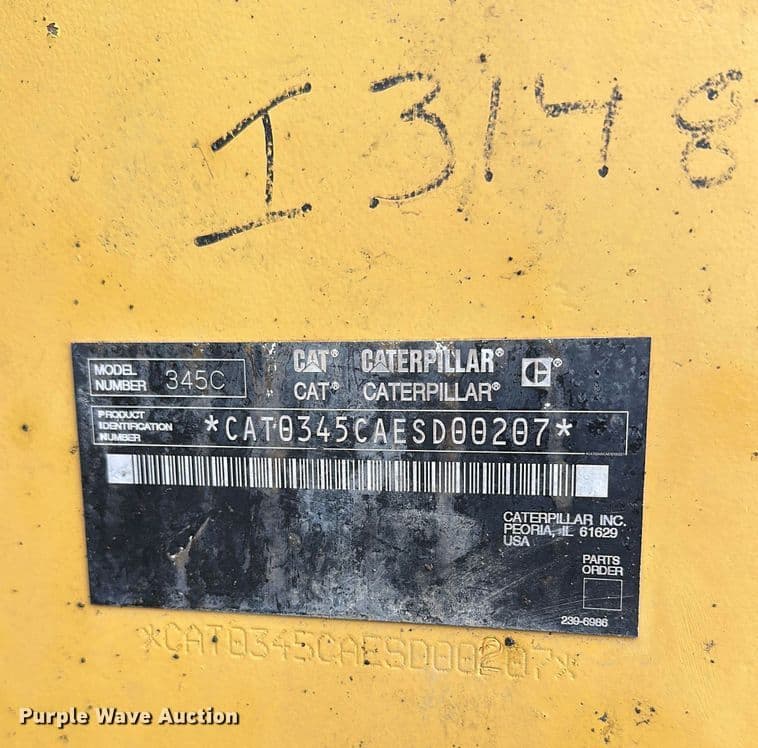 I3148
MODEL NUMBER 345C
CAT® CATERPILLAR® ®
CAT® CATERPILLAR®
PRODUCT IDENTIFICATION NUMBER *CAT0345CAESD00207*
CATERPILLAR INC.
PEORIA, IL 61629
USA
PARTS ORDER
239-6986
*CAT0345CAESD00207*
Purple Wave Auction